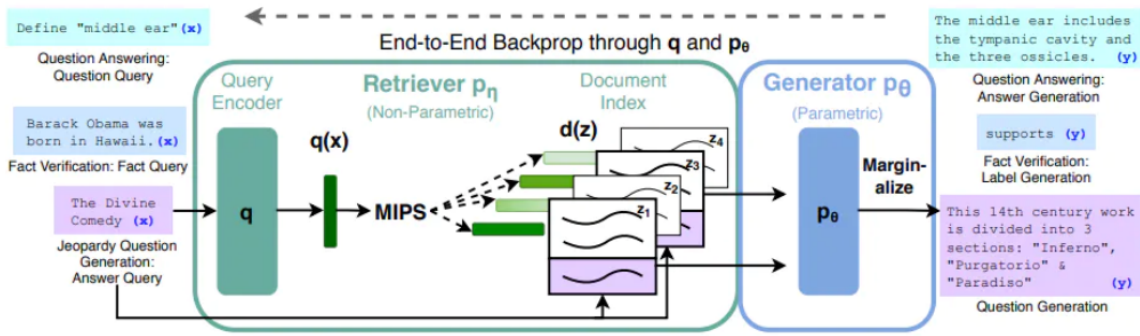 Define "middle ear"(x)
Question Answering:
Question Query
Barack Obama was
born in Hawaii.(x)
Fact Verification: Fact Query
The Divine
Comedy (x)
Jeopardy Question
Generation:
Answer Query
End-to-End Backprop through q and pθ
Query
Encoder
Retriever pη
(Non-Parametric)
Document
Index
q(x)
d(z)
q
MIPS
z4
z3
z2
z1
Generator pθ
(Parametric)
pθ
Margin-
alize
The middle ear includes
the tympanic cavity and
the three ossicles. (y)
Question Answering:
Answer Generation
supports (y)
Fact Verification:
Label Generation
This 14th century work
is divided into 3
sections: "Inferno",
"Purgatorio" &
"Paradiso" (y)
Question Generation